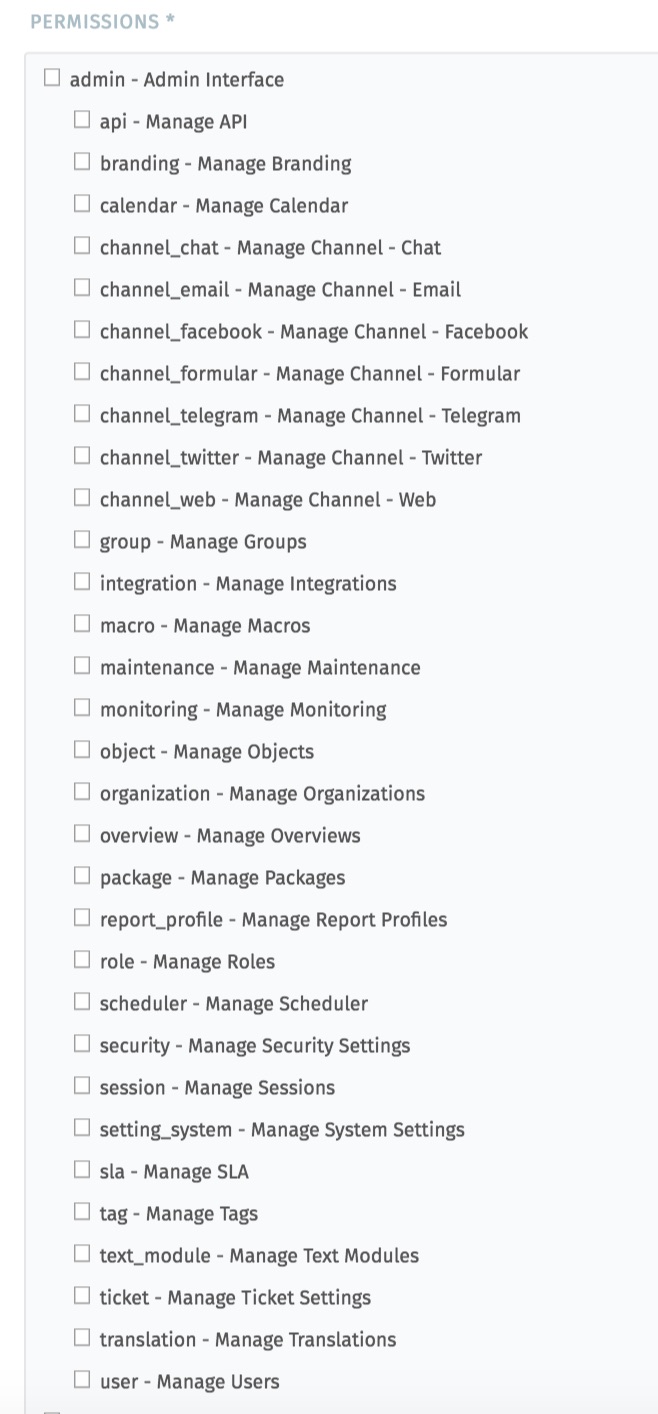 PERMISSIONS *
admin - Admin Interface
api - Manage API
branding - Manage Branding
calendar - Manage Calendar
channel_chat - Manage Channel - Chat
channel_email - Manage Channel - Email
channel_facebook - Manage Channel - Facebook
channel_formular - Manage Channel - Formular
channel_telegram - Manage Channel - Telegram
channel_twitter - Manage Channel - Twitter
channel_web - Manage Channel - Web
group - Manage Groups
integration - Manage Integrations
macro - Manage Macros
maintenance - Manage Maintenance
monitoring - Manage Monitoring
object - Manage Objects
organization - Manage Organizations
overview - Manage Overviews
package - Manage Packages
report_profile - Manage Report Profiles
role - Manage Roles
scheduler - Manage Scheduler
security - Manage Security Settings
session - Manage Sessions
setting_system - Manage System Settings
sla - Manage SLA
tag - Manage Tags
text_module - Manage Text Modules
ticket - Manage Ticket Settings
translation - Manage Translations
user - Manage Users